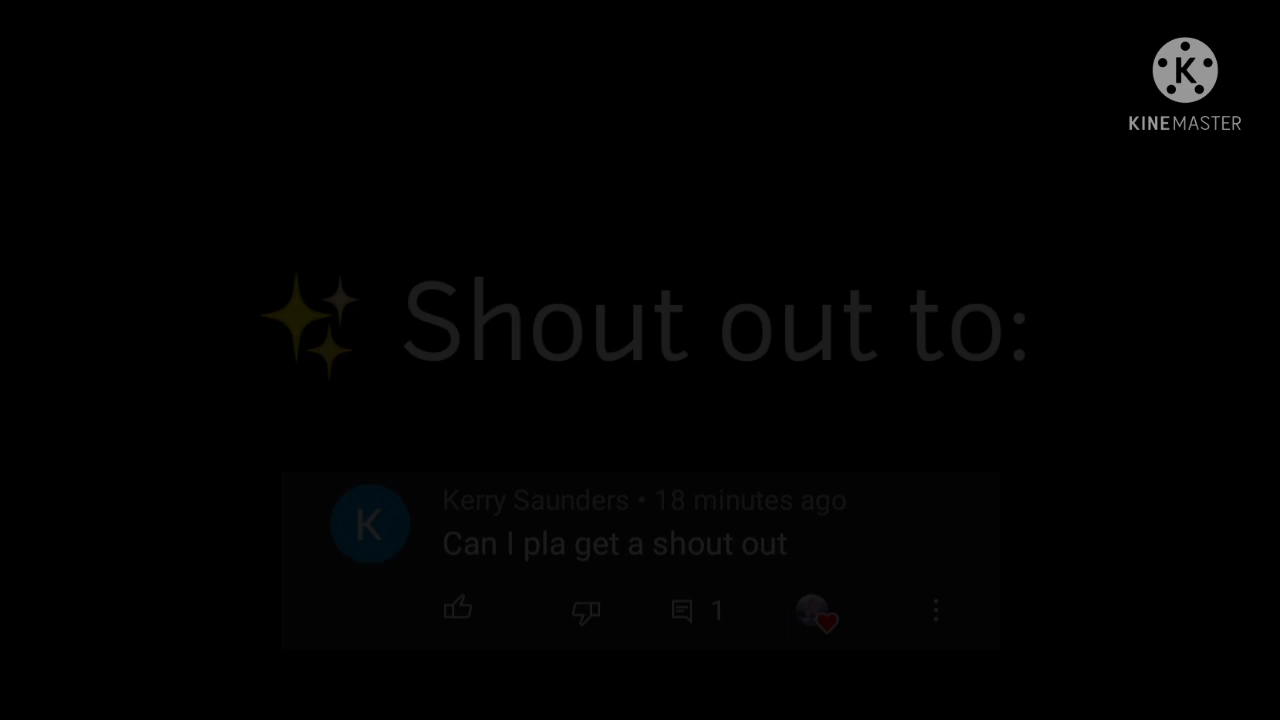 K
KINEMASTER
✨ Shout out to:
K
Kerry Saunders • 18 minutes ago
Can I pla get a shout out
1